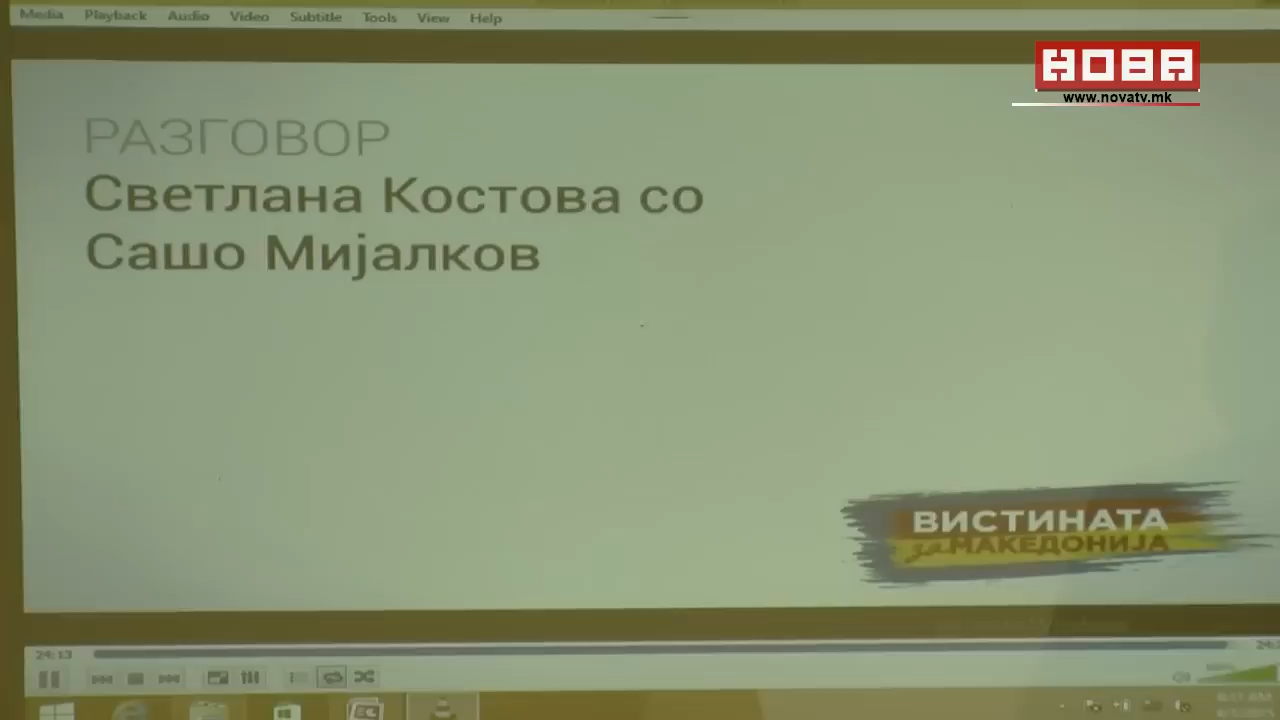 Media Playback Audio Video Subtitle Tools View Help
НОВА
www.novatv.mk
РАЗГОВОР
Светлана Костова со
Сашо Мијалков
ВИСТИНАТА
за МАКЕДОНИЈА
24:13